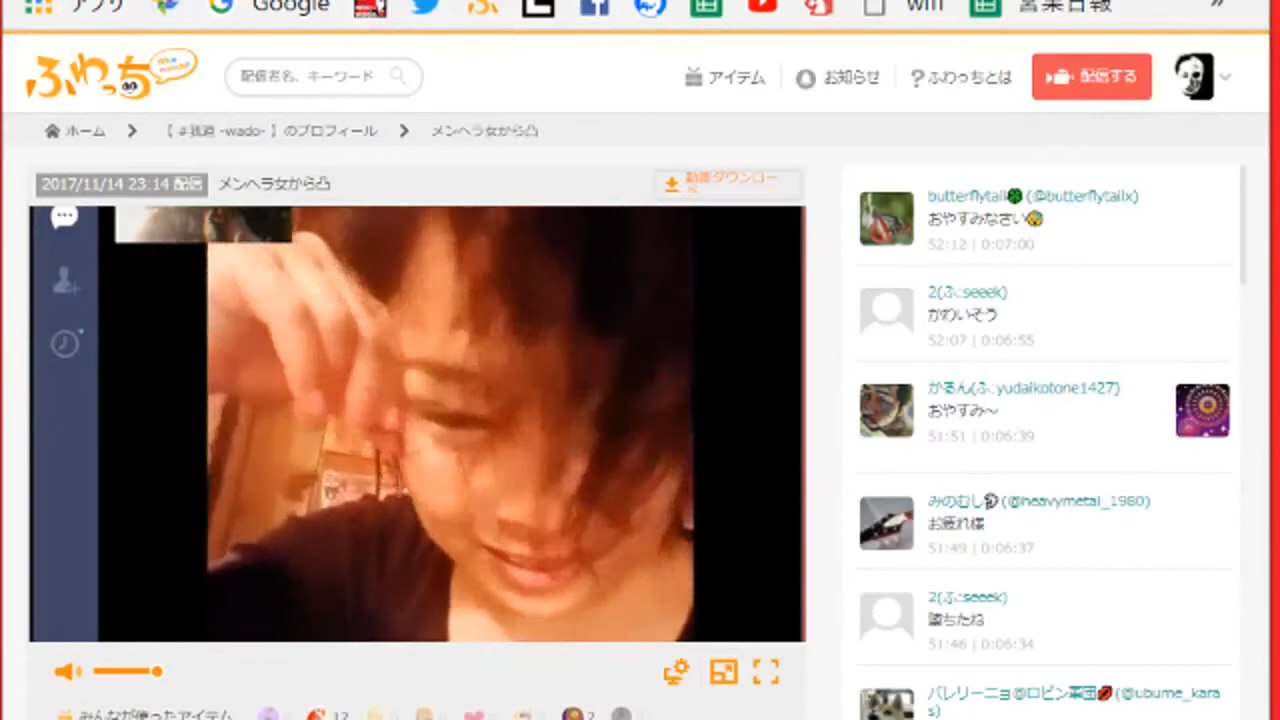 アプリ Google wifi 営業日報 »
ふわっち
配信者名、キーワード
アイテム お知らせ ?ふわっちとは 配信する
ホーム 【 #孤道 -wado- 】のプロフィール メンヘラ女から凸
2017/11/14 23:14 配信 メンヘラ女から凸
動画ダウンロー
butterflytail (@butterflytailx)
おやすみなさい
52:12 | 0:07:00
2(ふ:seeek)
かわいそう
52:07 | 0:06:55
かるん(ふ:yudaikotone1427)
おやすみ～
51:51 | 0:06:39
みのむし (@heavymetal_1980)
お疲れ様
51:49 | 0:06:37
2(ふ:seeek)
堕ちたね
51:46 | 0:06:34
バレリーニョ@ロビン軍団 (@ubume_kara
s)
みんなが使ったアイテム 12 2